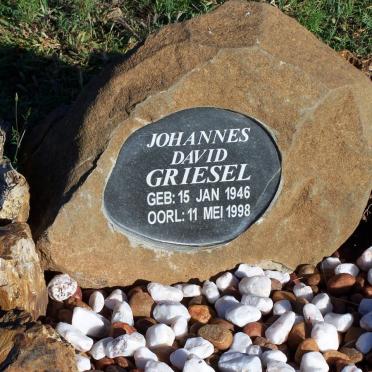 JOHANNES
DAVID
GRIESEL
GEB: 15 JAN 1946
OORL: 11 MEI 1998